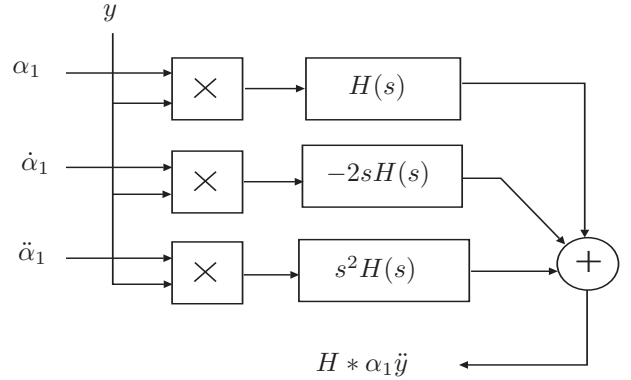 y
α₁ × H(s)
α̇₁ × −2sH(s)
+
α̈₁ × s²H(s)
H ∗ α₁ÿ